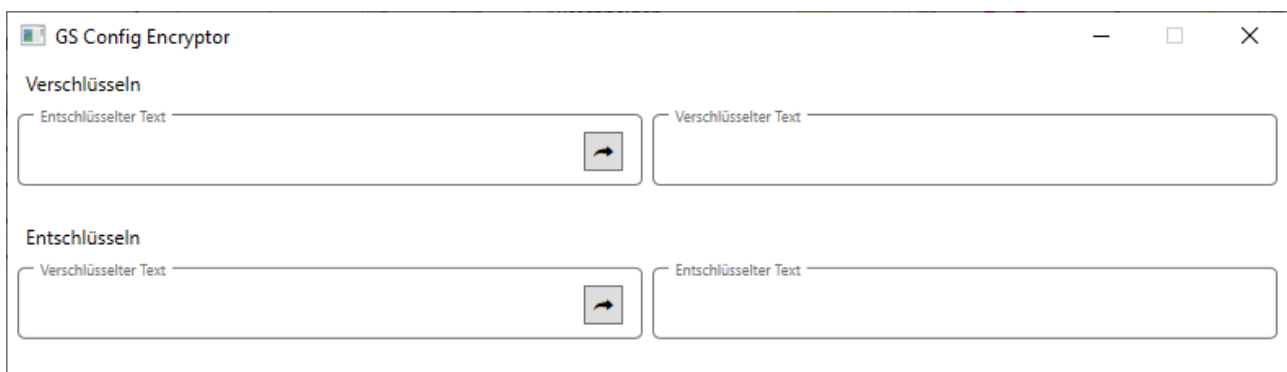 GS Config Encryptor
Verschlüsseln
Entschlüsselter Text
Verschlüsselter Text
Entschlüsseln
Verschlüsselter Text
Entschlüsselter Text